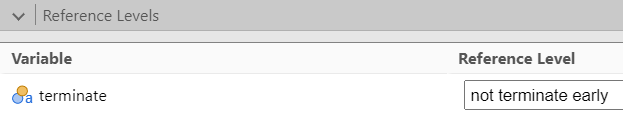 Reference Levels
Variable Reference Level
terminate not terminate early